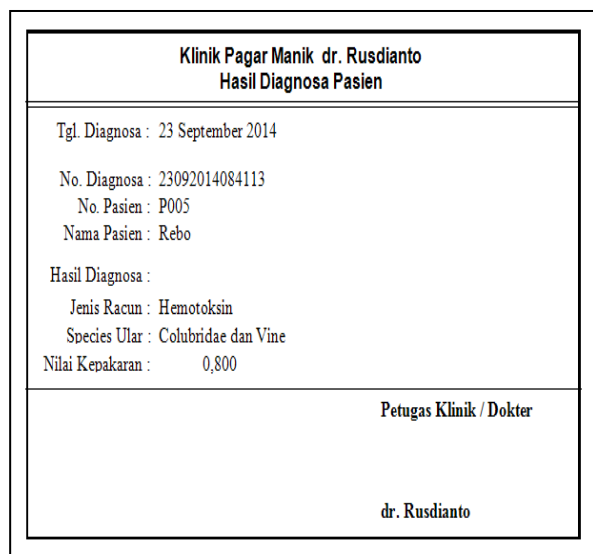 Klinik Pagar Manik dr. Rusdianto
Hasil Diagnosa Pasien
Tgl. Diagnosa : 23 September 2014
No. Diagnosa : 23092014084113
No. Pasien : P005
Nama Pasien : Rebo
Hasil Diagnosa :
Jenis Racun : Hemotoksin
Species Ular : Colubridae dan Vine
Nilai Kepakaran : 0,800
Petugas Klinik / Dokter
dr. Rusdianto